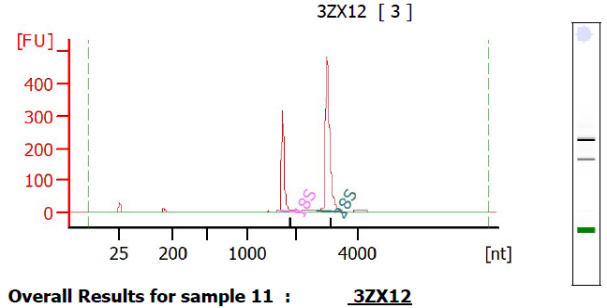 3ZX12 [ 3 ]
[FU]
400
300
200
100
0
18S
28S
25 200 1000 4000 [nt]
Overall Results for sample 11 : 3ZX12